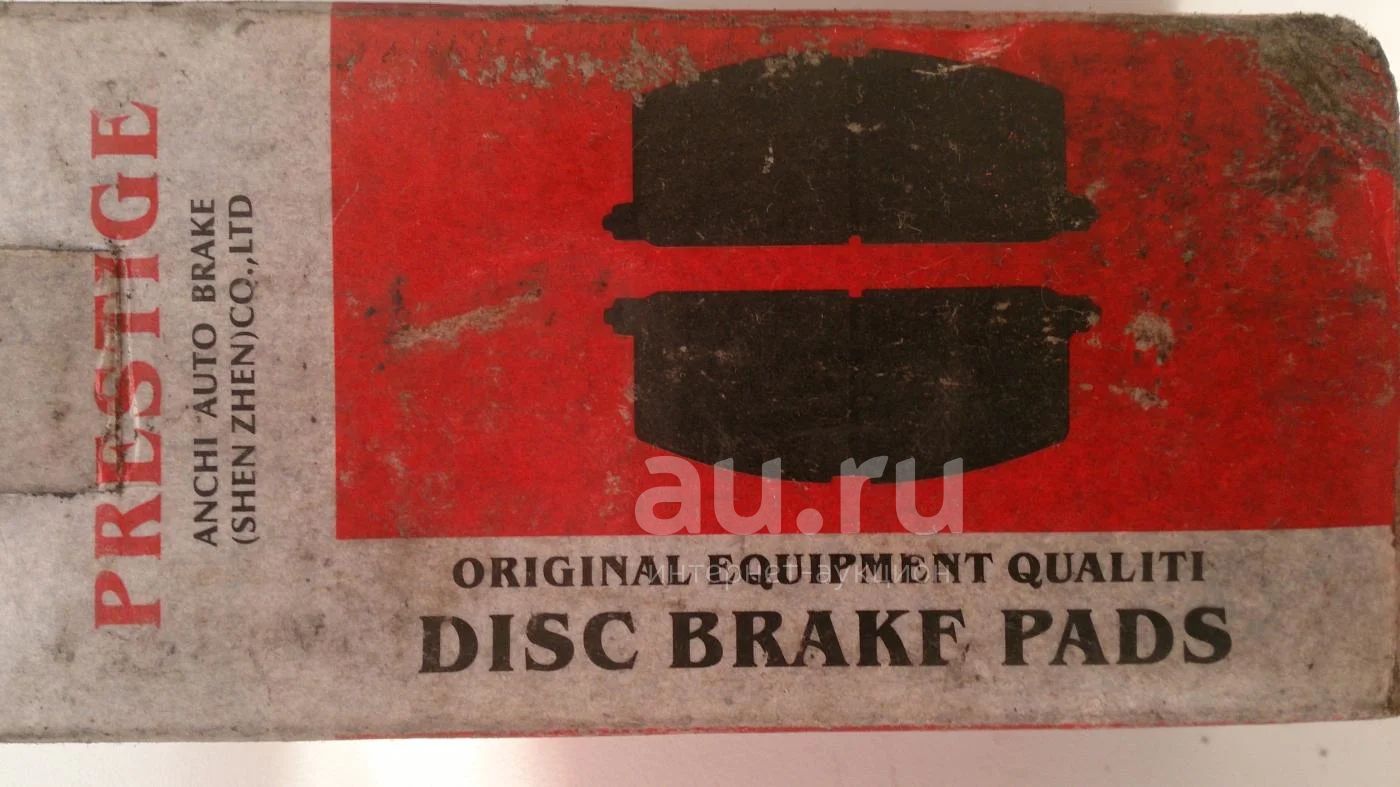 PRESTIGE
ANCHI AUTO BRAKE
(SHEN ZHEN)CO.,LTD
au.ru
интернет-аукцион
ORIGINAL EQUIPMENT QUALITI
DISC BRAKE PADS